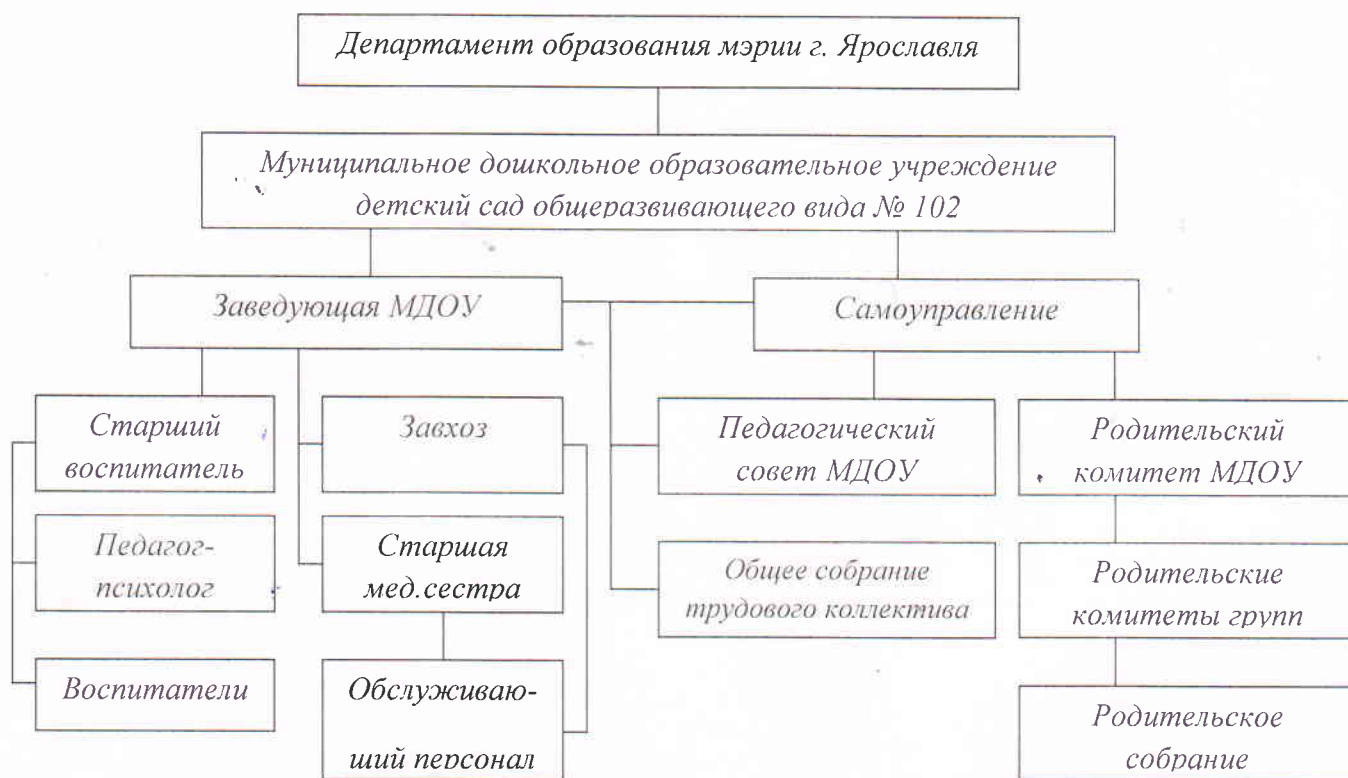 Департамент образования мэрии г. Ярославля
Муниципальное дошкольное образовательное учреждение
детский сад общеразвивающего вида № 102
Заведующая МДОУ
Самоуправление
Старший
воспитатель
Завхоз
Педагогический
совет МДОУ
Родительский
комитет МДОУ
Педагог-
психолог
Старшая
мед.сестра
Общее собрание
трудового коллектива
Родительские
комитеты групп
Воспитатели
Обслуживаю-
ший персонал
Родительское
собрание